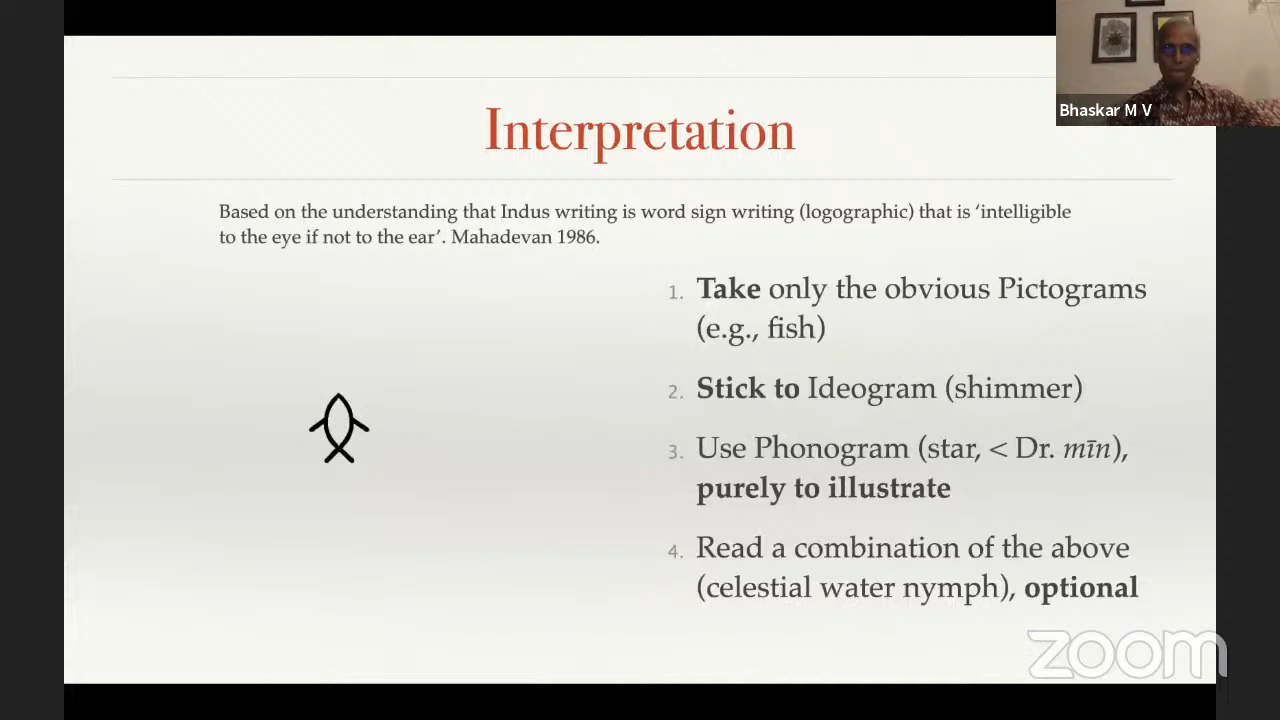 Bhaskar M V
Interpretation
Based on the understanding that Indus writing is word sign writing (logographic) that is ‘intelligible
to the eye if not to the ear’. Mahadevan 1986.
1. Take only the obvious Pictograms
(e.g., fish)
2. Stick to Ideogram (shimmer)
3. Use Phonogram (star, < Dr. mīn),
purely to illustrate
4. Read a combination of the above
(celestial water nymph), optional
zoom